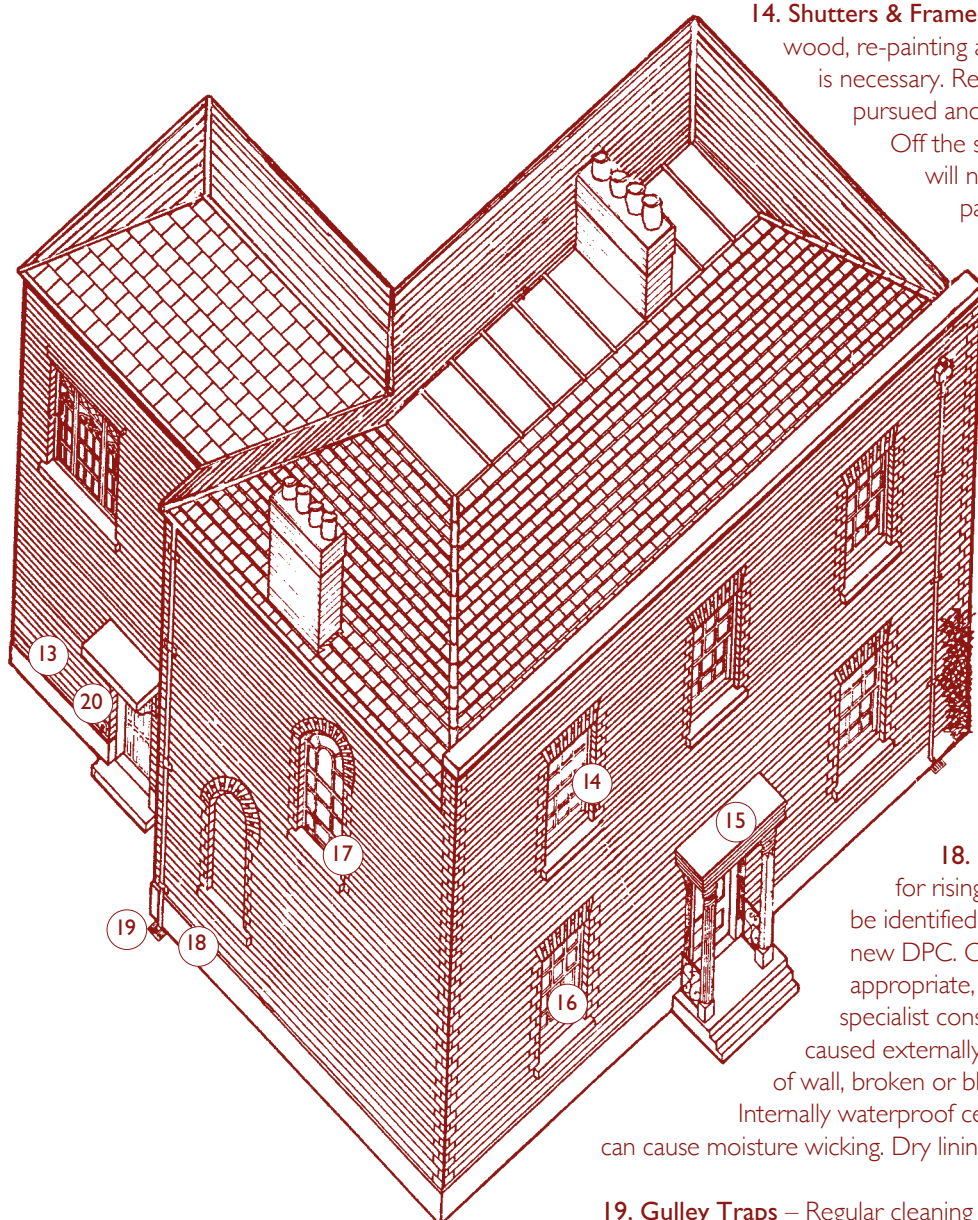 14. Shutters & Frame
wood, re-painting a
is necessary. Re
pursued and
Off the s
will n
pa
13
20
14
15
17
18.
for rising
19
18
be identified
new DPC. C
appropriate,
16
specialist cons
caused externally
of wall, broken or bl
Internally waterproof ce
can cause moisture wicking. Dry linin
19. Gulley Traps – Regular cleaning